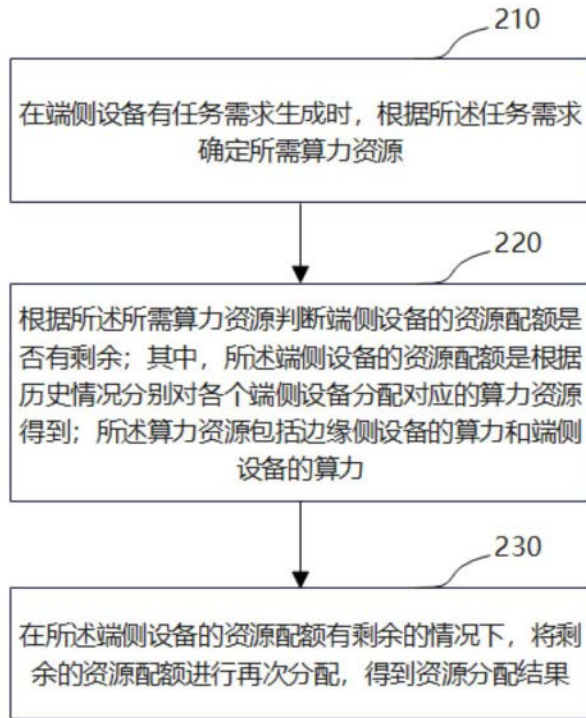 210
在端侧设备有任务需求生成时，根据所述任务需求
确定所需算力资源
220
根据所述所需算力资源判断端侧设备的资源配额是
否有剩余；其中，所述端侧设备的资源配额是根据
历史情况分别对各个端侧设备分配对应的算力资源
得到；所述算力资源包括边缘侧设备的算力和端侧
设备的算力
230
在所述端侧设备的资源配额有剩余的情况下，将剩
余的资源配额进行再次分配，得到资源分配结果